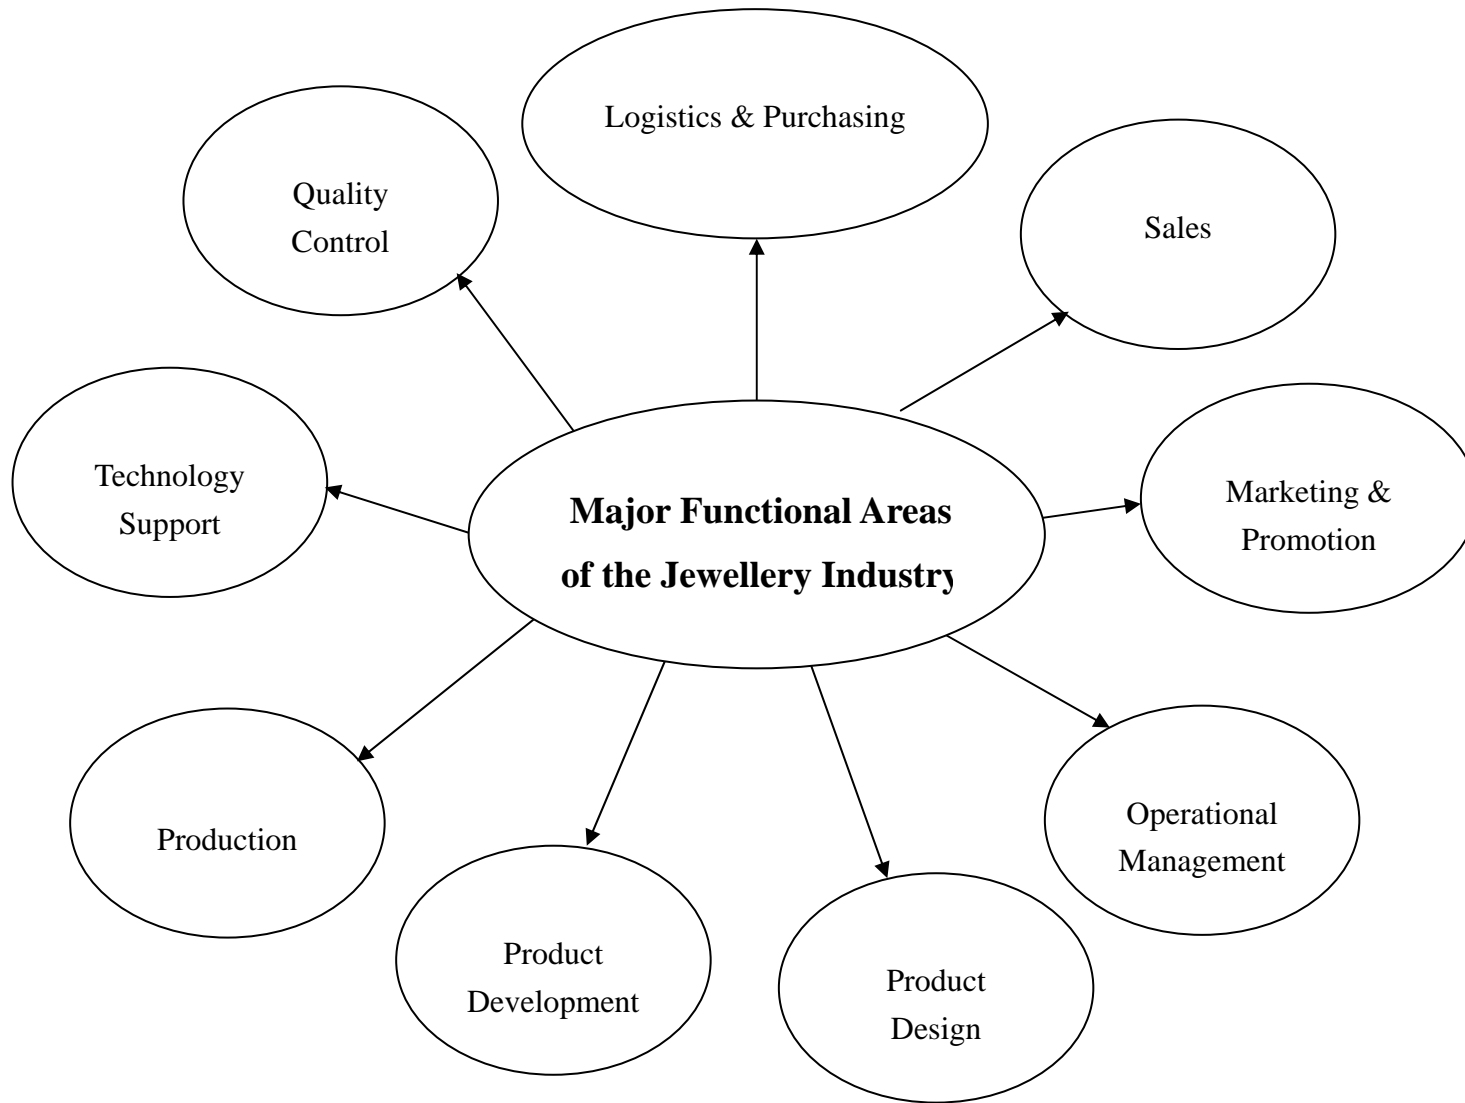 Logistics & Purchasing
Quality
Control
Sales
Technology
Support
Marketing &
Promotion
Major Functional Areas
of the Jewellery Industry
Production
Operational
Management
Product
Development
Product
Design